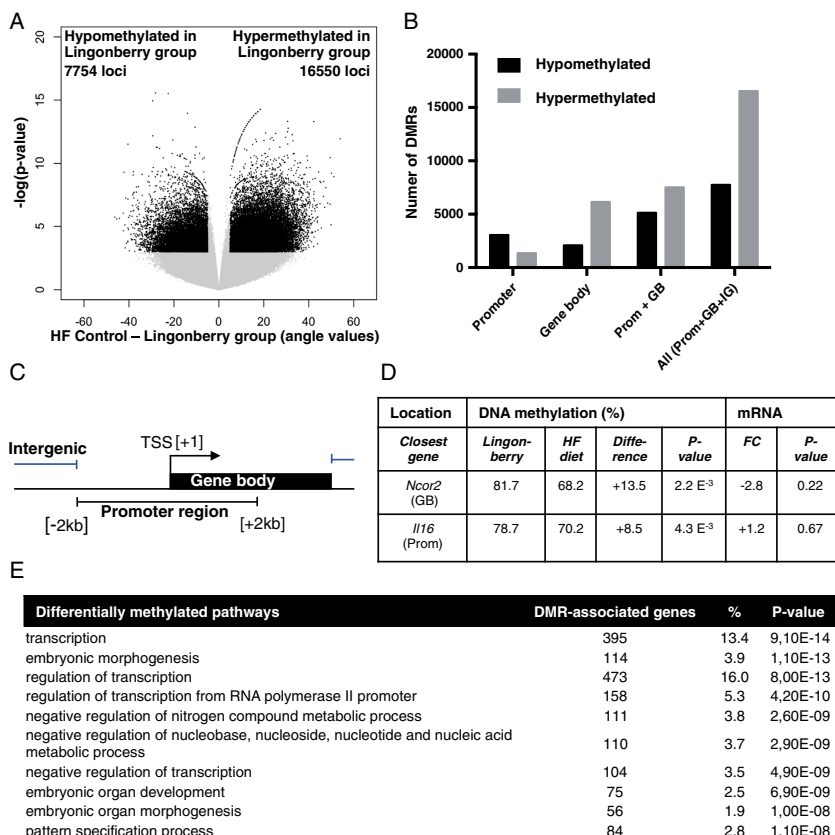 A
Hypomethylated in
Lingonberry group
7754 loci
Hypermethylated in
Lingonberry group
16550 loci
-log(p-value)
20
15
10
5
0
-60
-40
-20
0
20
40
60
HF Control – Lingonberry group (angle values)
B
Numer of DMRs
20000
15000
10000
5000
0
Hypomethylated
Hypermethylated
Promoter
Gene body
Prom + GB
All (Prom+GB+IG)
C
Intergenic
TSS [+1]
Gene body
Promoter region
[-2kb]
[+2kb]
D
Location DNA methylation (%) mRNA
Closest gene Lingon-berry HF diet Diffe-rence P-value FC P-value
Ncor2 (GB) 81.7 68.2 +13.5 2.2 E-3 -2.8 0.22
Il16 (Prom) 78.7 70.2 +8.5 4.3 E-3 +1.2 0.67
E
Differentially methylated pathways DMR-associated genes % P-value
transcription 395 13.4 9,10E-14
embryonic morphogenesis 114 3.9 1,10E-13
regulation of transcription 473 16.0 8,00E-13
regulation of transcription from RNA polymerase II promoter 158 5.3 4,20E-10
negative regulation of nitrogen compound metabolic process 111 3.8 2,60E-09
negative regulation of nucleobase, nucleoside, nucleotide and nucleic acid
metabolic process 110 3.7 2,90E-09
negative regulation of transcription 104 3.5 4,90E-09
embryonic organ development 75 2.5 6,90E-09
embryonic organ morphogenesis 56 1.9 1,00E-08
pattern specification process 84 2.8 1,10E-08